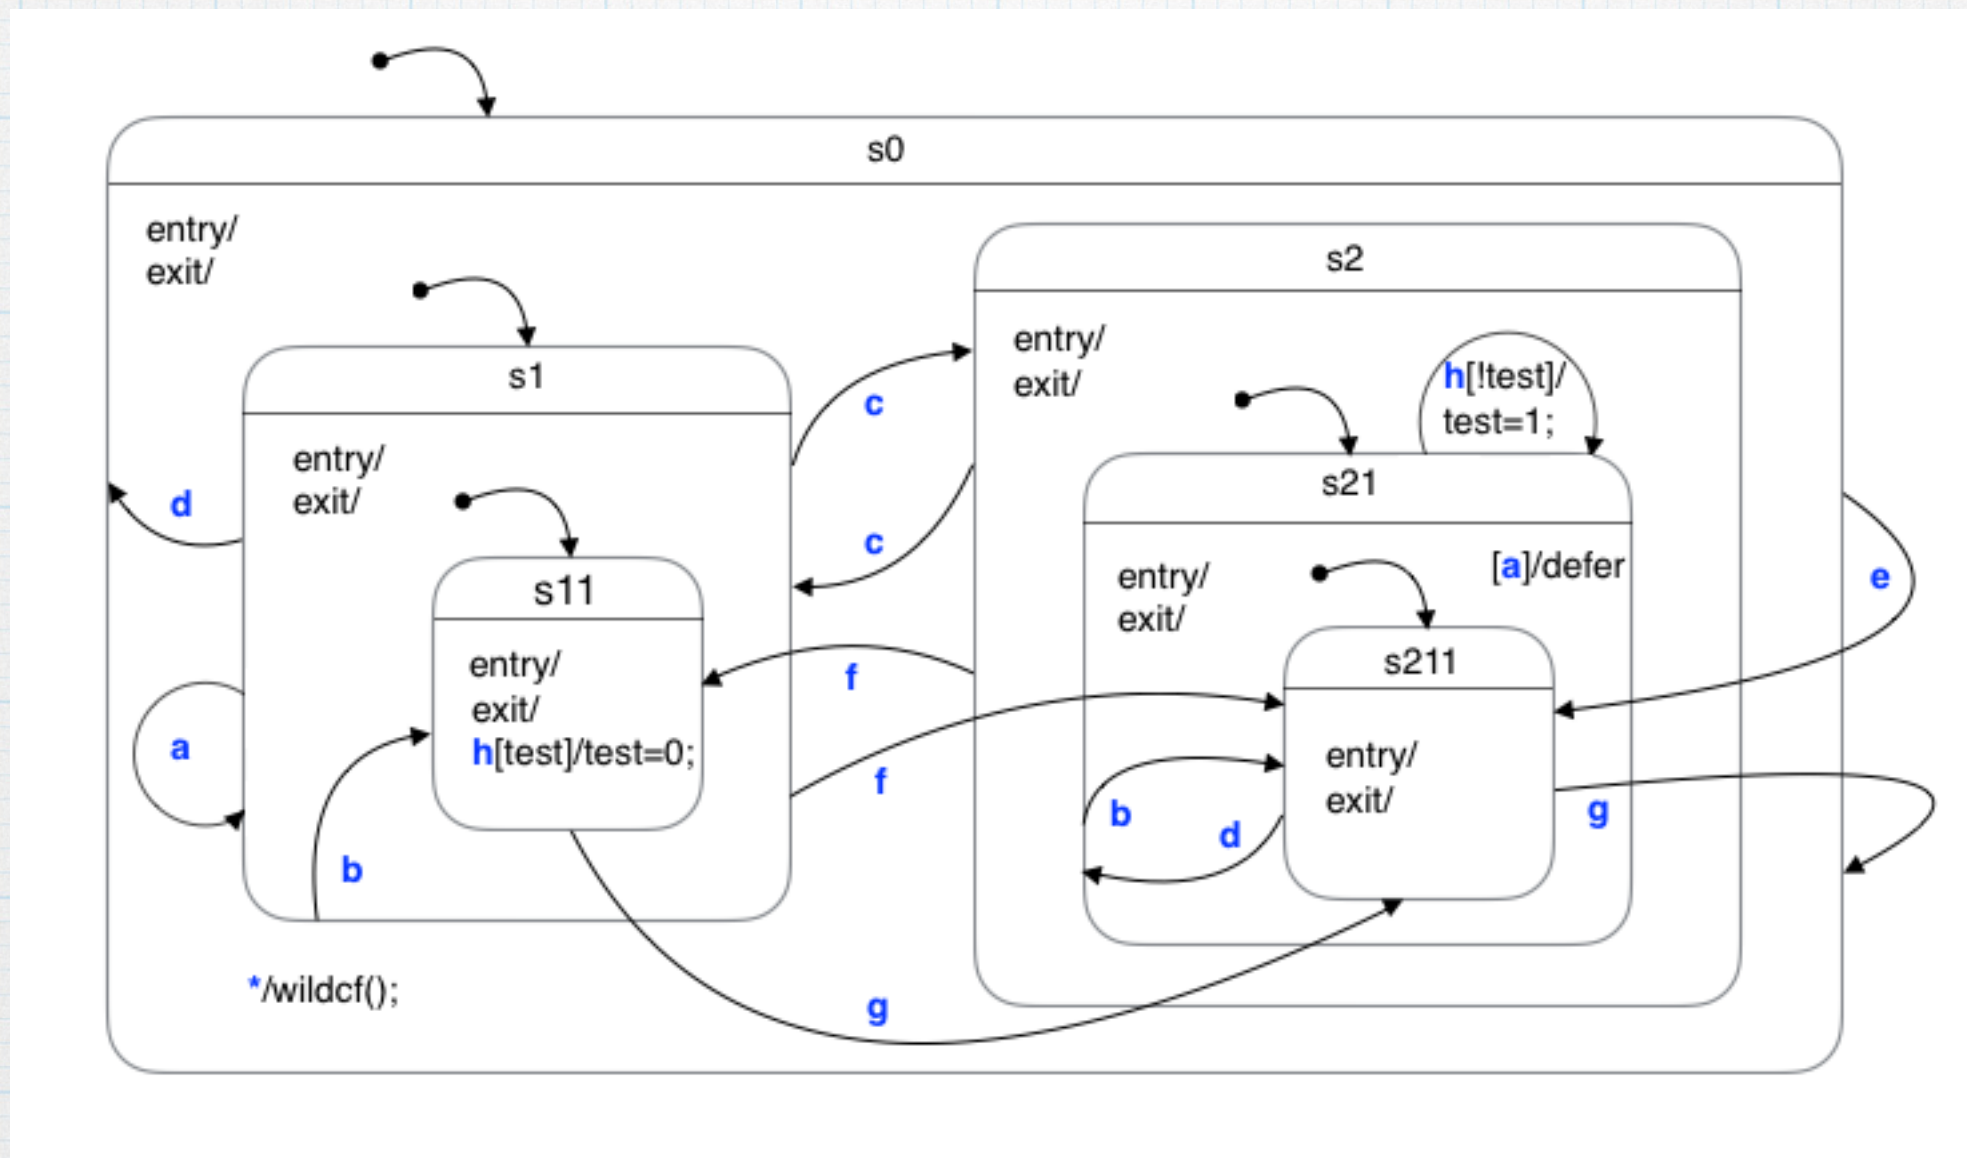 s0
entry/
exit/
s1
entry/
exit/
s11
entry/
exit/
h[test]/test=0;
d
a
b
*/wildcf();
c
c
f
f
g
s2
entry/
exit/
h[!test]/
test=1;
s21
entry/
exit/
[a]/defer
s211
entry/
exit/
b
d
g
e